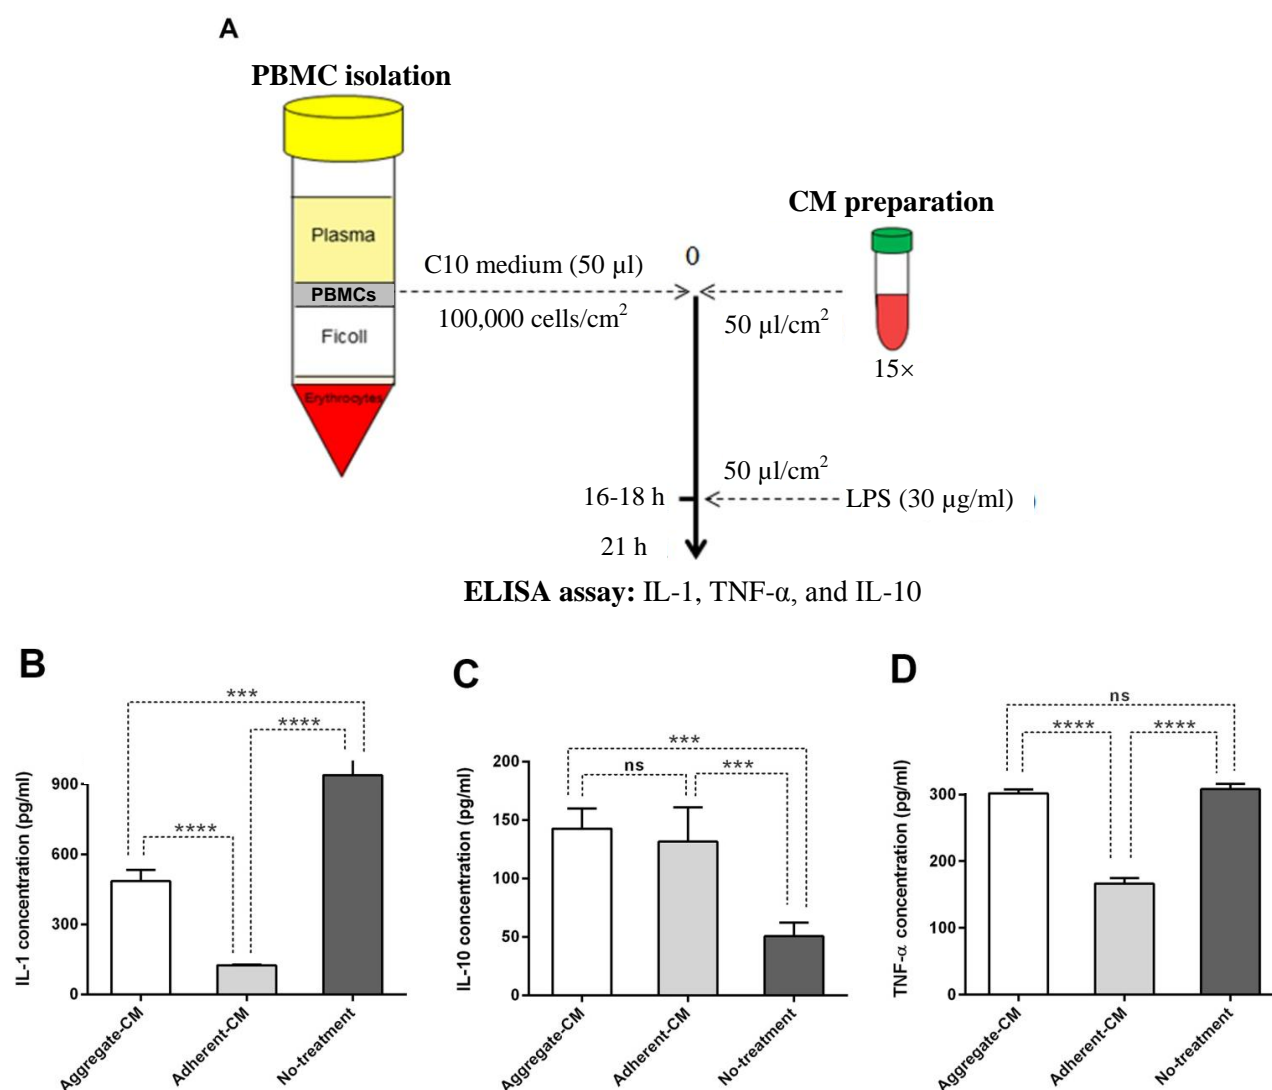 A
PBMC isolation
Plasma
PBMCs
Ficoll
Erythrocytes
C10 medium (50 µl)
100,000 cells/cm²
0
CM preparation
50 µl/cm²
15×
50 µl/cm²
16-18 h
LPS (30 µg/ml)
21 h
ELISA assay: IL-1, TNF-α, and IL-10
B
***
****
****
IL-1 concentration (pg/ml)
900
600
300
0
Aggregate-CM
Adherent-CM
No-treatment
C
***
ns
***
IL-10 concentration (pg/ml)
200
150
100
50
0
Aggregate-CM
Adherent-CM
No-treatment
D
ns
****
****
TNF-α concentration (pg/ml)
300
200
100
0
Aggregate-CM
Adherent-CM
No-treatment